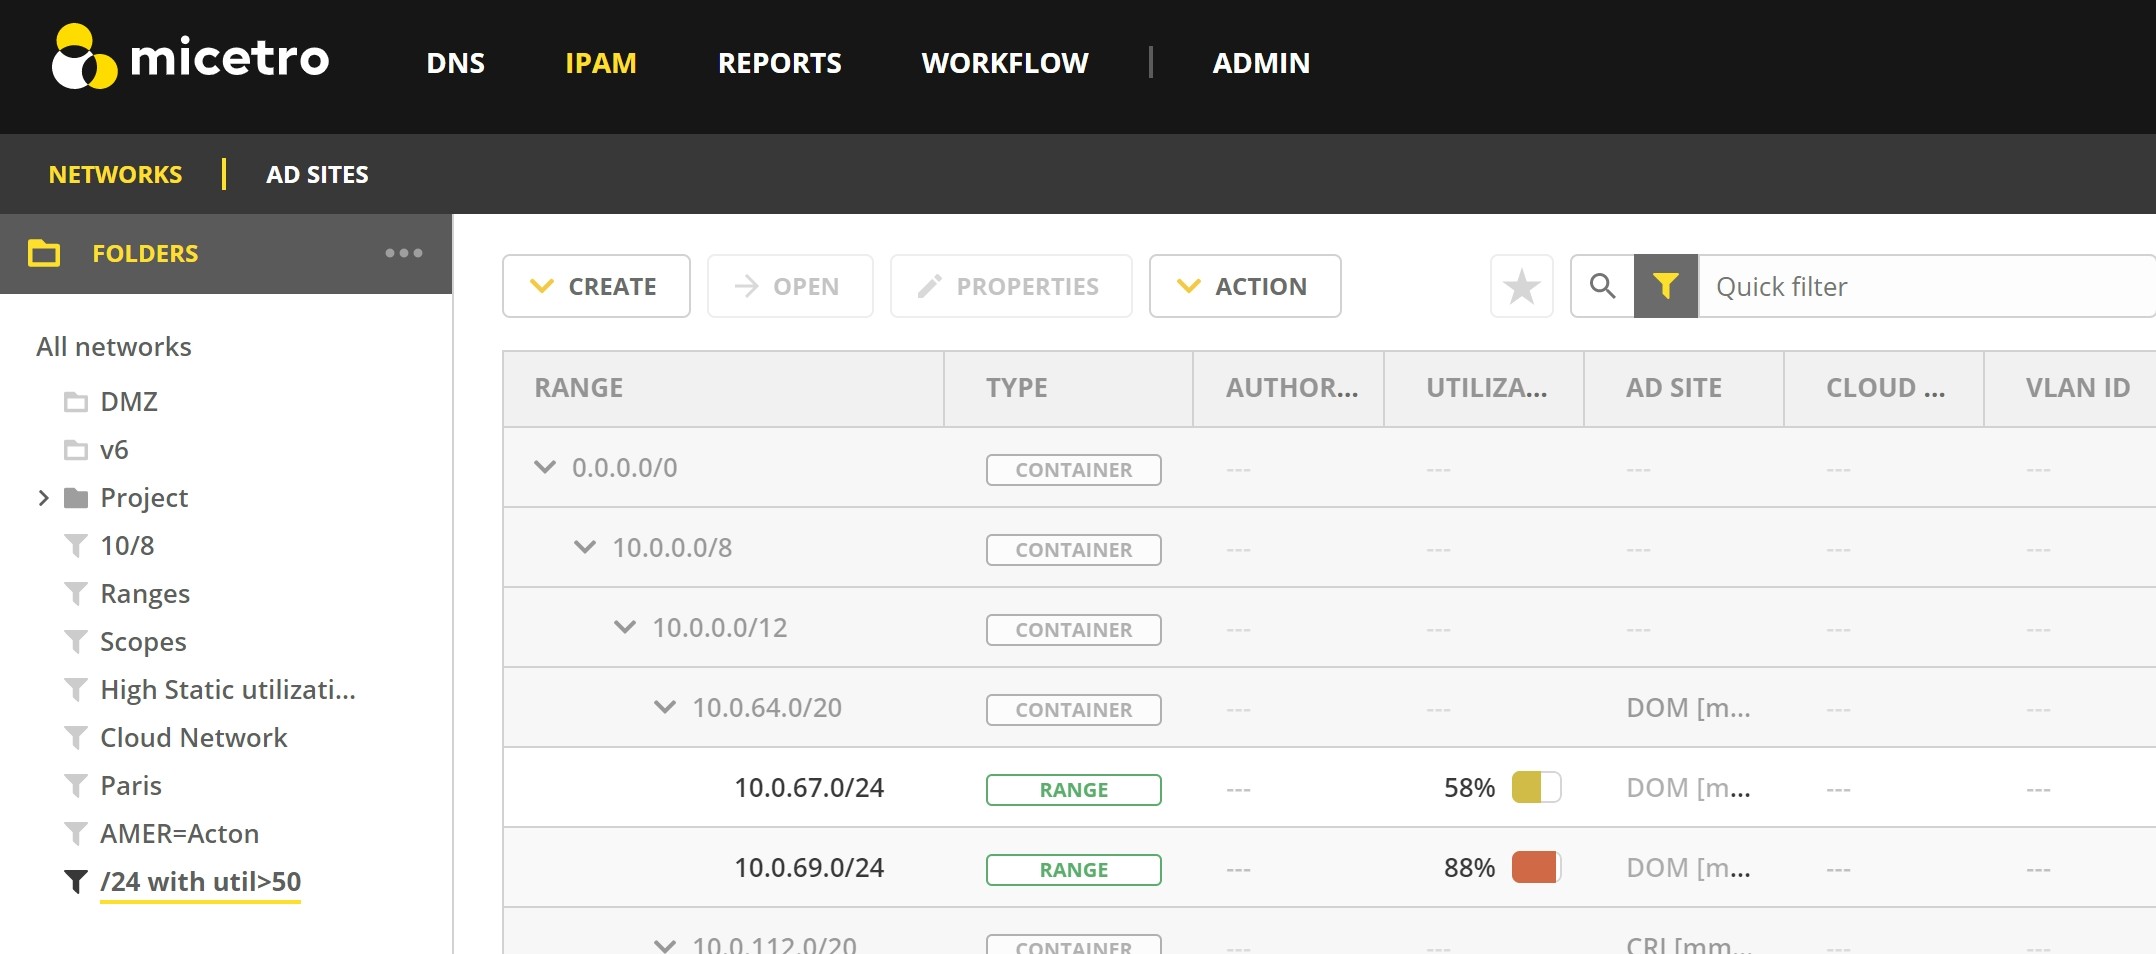 micetro
DNS IPAM REPORTS WORKFLOW | ADMIN
NETWORKS | AD SITES
FOLDERS •••
All networks
DMZ
v6
Project
10/8
Ranges
Scopes
High Static utilizati...
Cloud Network
Paris
AMER=Acton
/24 with util>50
CREATE OPEN PROPERTIES ACTION Quick filter
RANGE TYPE AUTHOR... UTILIZA... AD SITE CLOUD ... VLAN ID
0.0.0.0/0 CONTAINER --- --- --- --- ---
10.0.0.0/8 CONTAINER --- --- --- --- ---
10.0.0.0/12 CONTAINER --- --- --- --- ---
10.0.64.0/20 CONTAINER --- --- DOM [m... --- ---
10.0.67.0/24 RANGE --- 58% DOM [m... --- ---
10.0.69.0/24 RANGE --- 88% DOM [m... --- ---
10.0.112.0/20 CONTAINER --- --- CRI [mm... --- ---